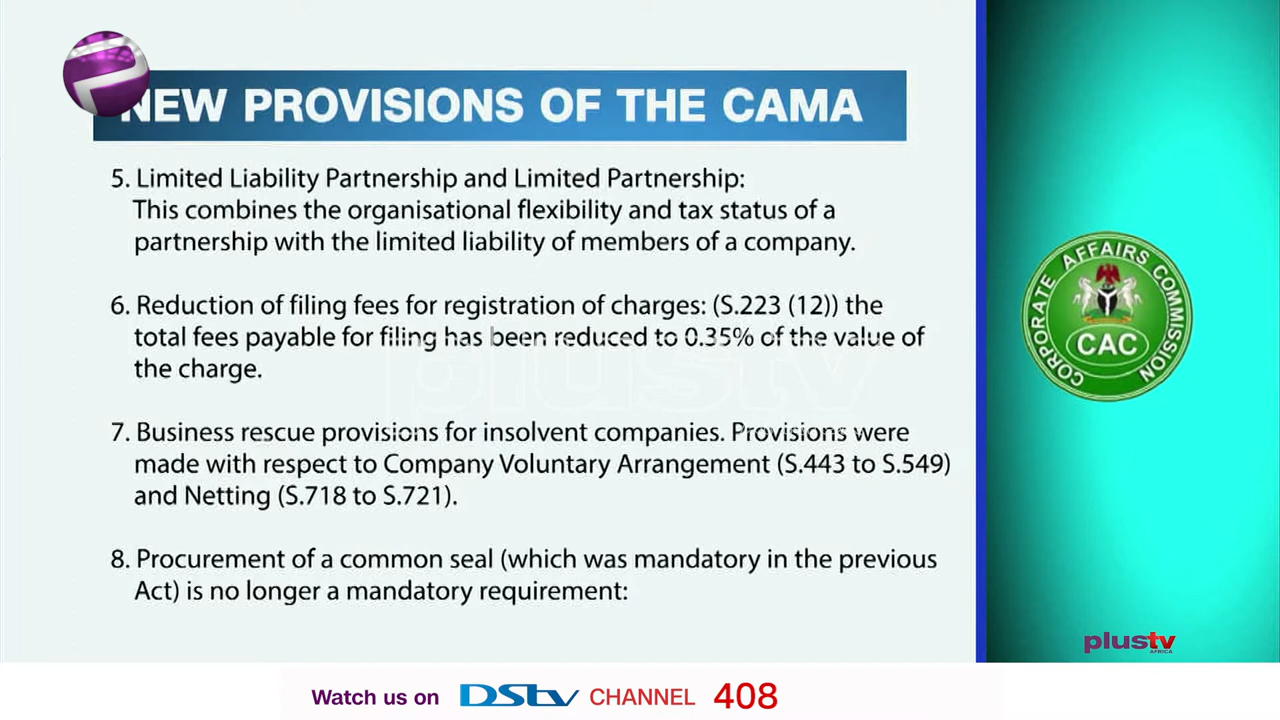 NEW PROVISIONS OF THE CAMA
5. Limited Liability Partnership and Limited Partnership:
This combines the organisational flexibility and tax status of a
partnership with the limited liability of members of a company.
6. Reduction of filing fees for registration of charges: (S.223 (12)) the
total fees payable for filing has been reduced to 0.35% of the value of
the charge.
7. Business rescue provisions for insolvent companies. Provisions were
made with respect to Company Voluntary Arrangement (S.443 to S.549)
and Netting (S.718 to S.721).
8. Procurement of a common seal (which was mandatory in the previous
Act) is no longer a mandatory requirement:
plustv
CORPORATE AFFAIRS COMMISSION
CAC
plustv
AFRICA
Watch us on DStv CHANNEL 408